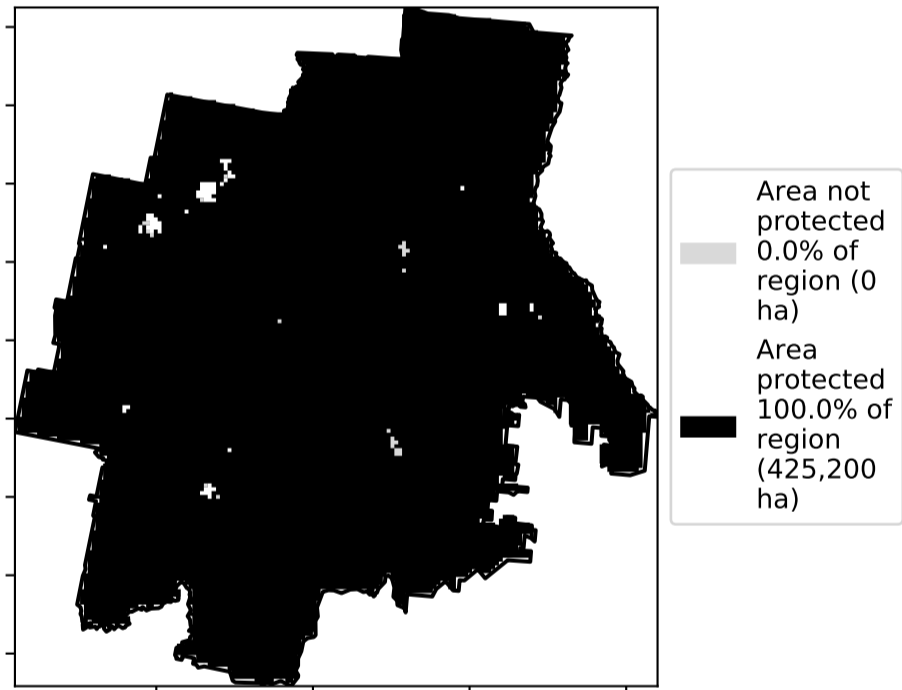 Area not
protected
0.0% of
region (0
ha)
Area
protected
100.0% of
region
(425,200
ha)